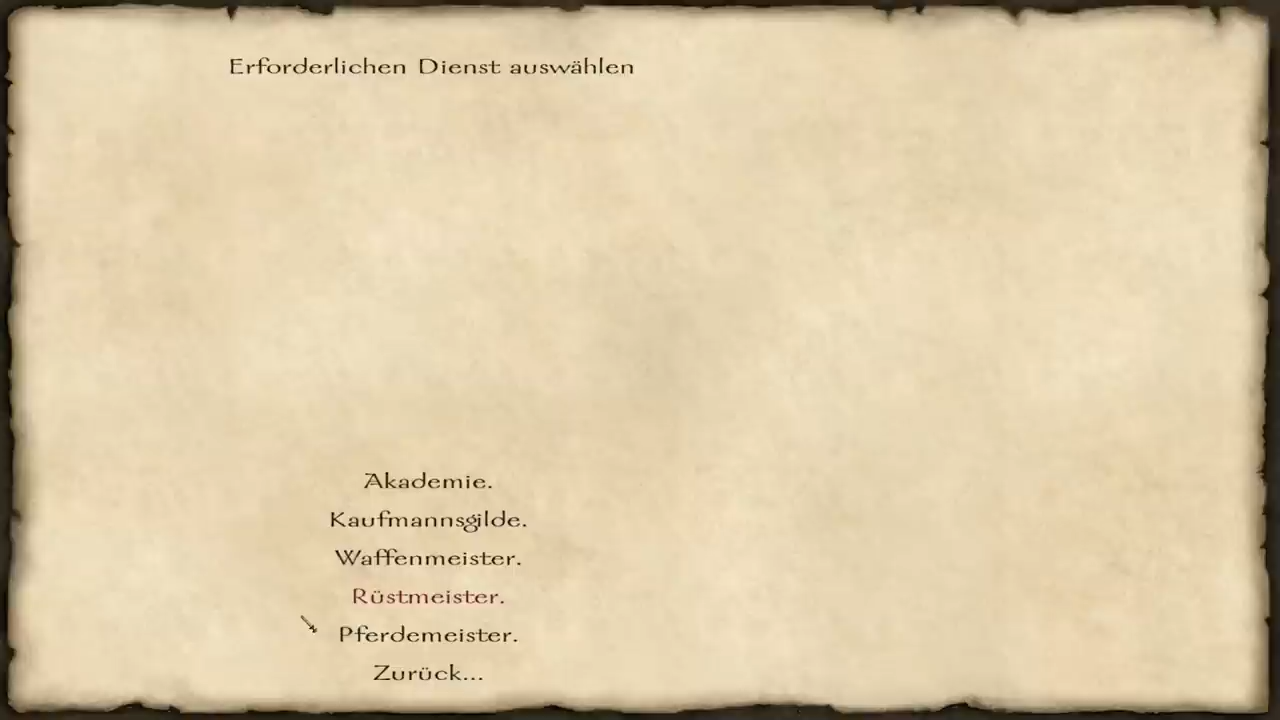 Erforderlichen Dienst auswählen
Akademie.
Kaufmannsgilde.
Waffenmeister.
Rüstmeister.
Pferdemeister.
Zurück...